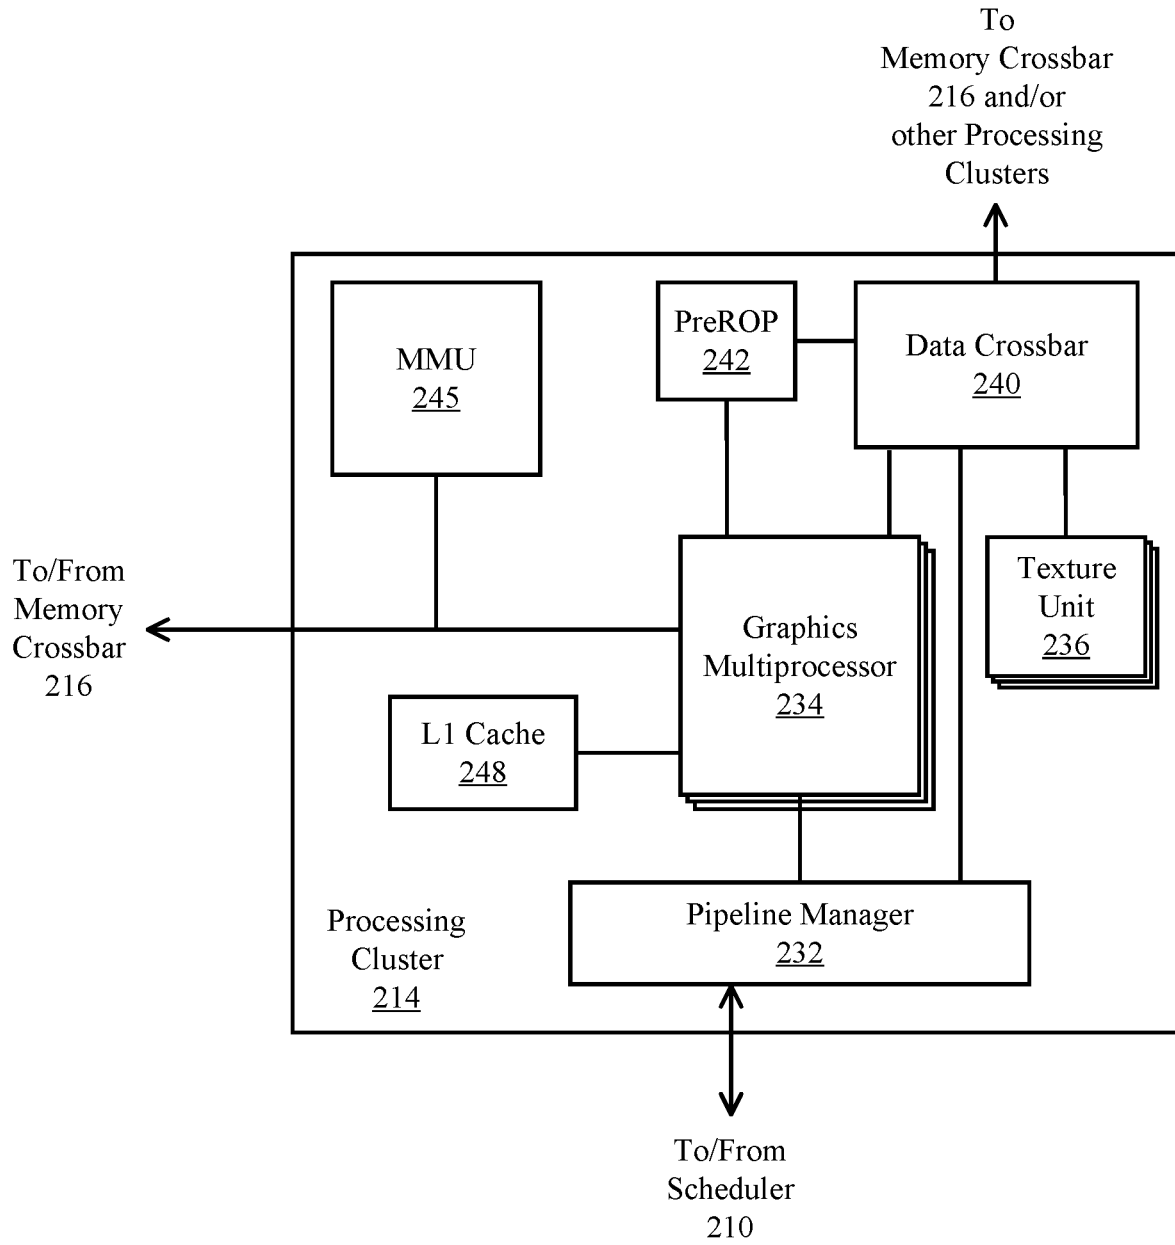 To
Memory Crossbar
216 and/or
other Processing
Clusters
MMU
245
PreROP
242
Data Crossbar
240
To/From
Memory
Crossbar
216
Graphics
Multiprocessor
234
Texture
Unit
236
L1 Cache
248
Processing
Cluster
214
Pipeline Manager
232
To/From
Scheduler
210